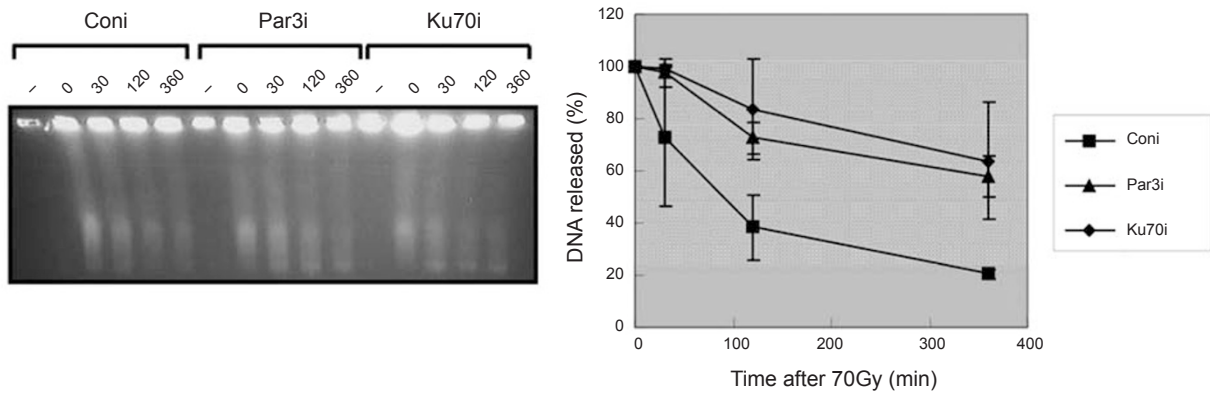 Coni Par3i Ku70i
– 0 30 120 360 – 0 30 120 360 – 0 30 120 360
120
100
80
60
40
20
0
DNA released (%)
0 100 200 300 400
Time after 70Gy (min)
Coni
Par3i
Ku70i